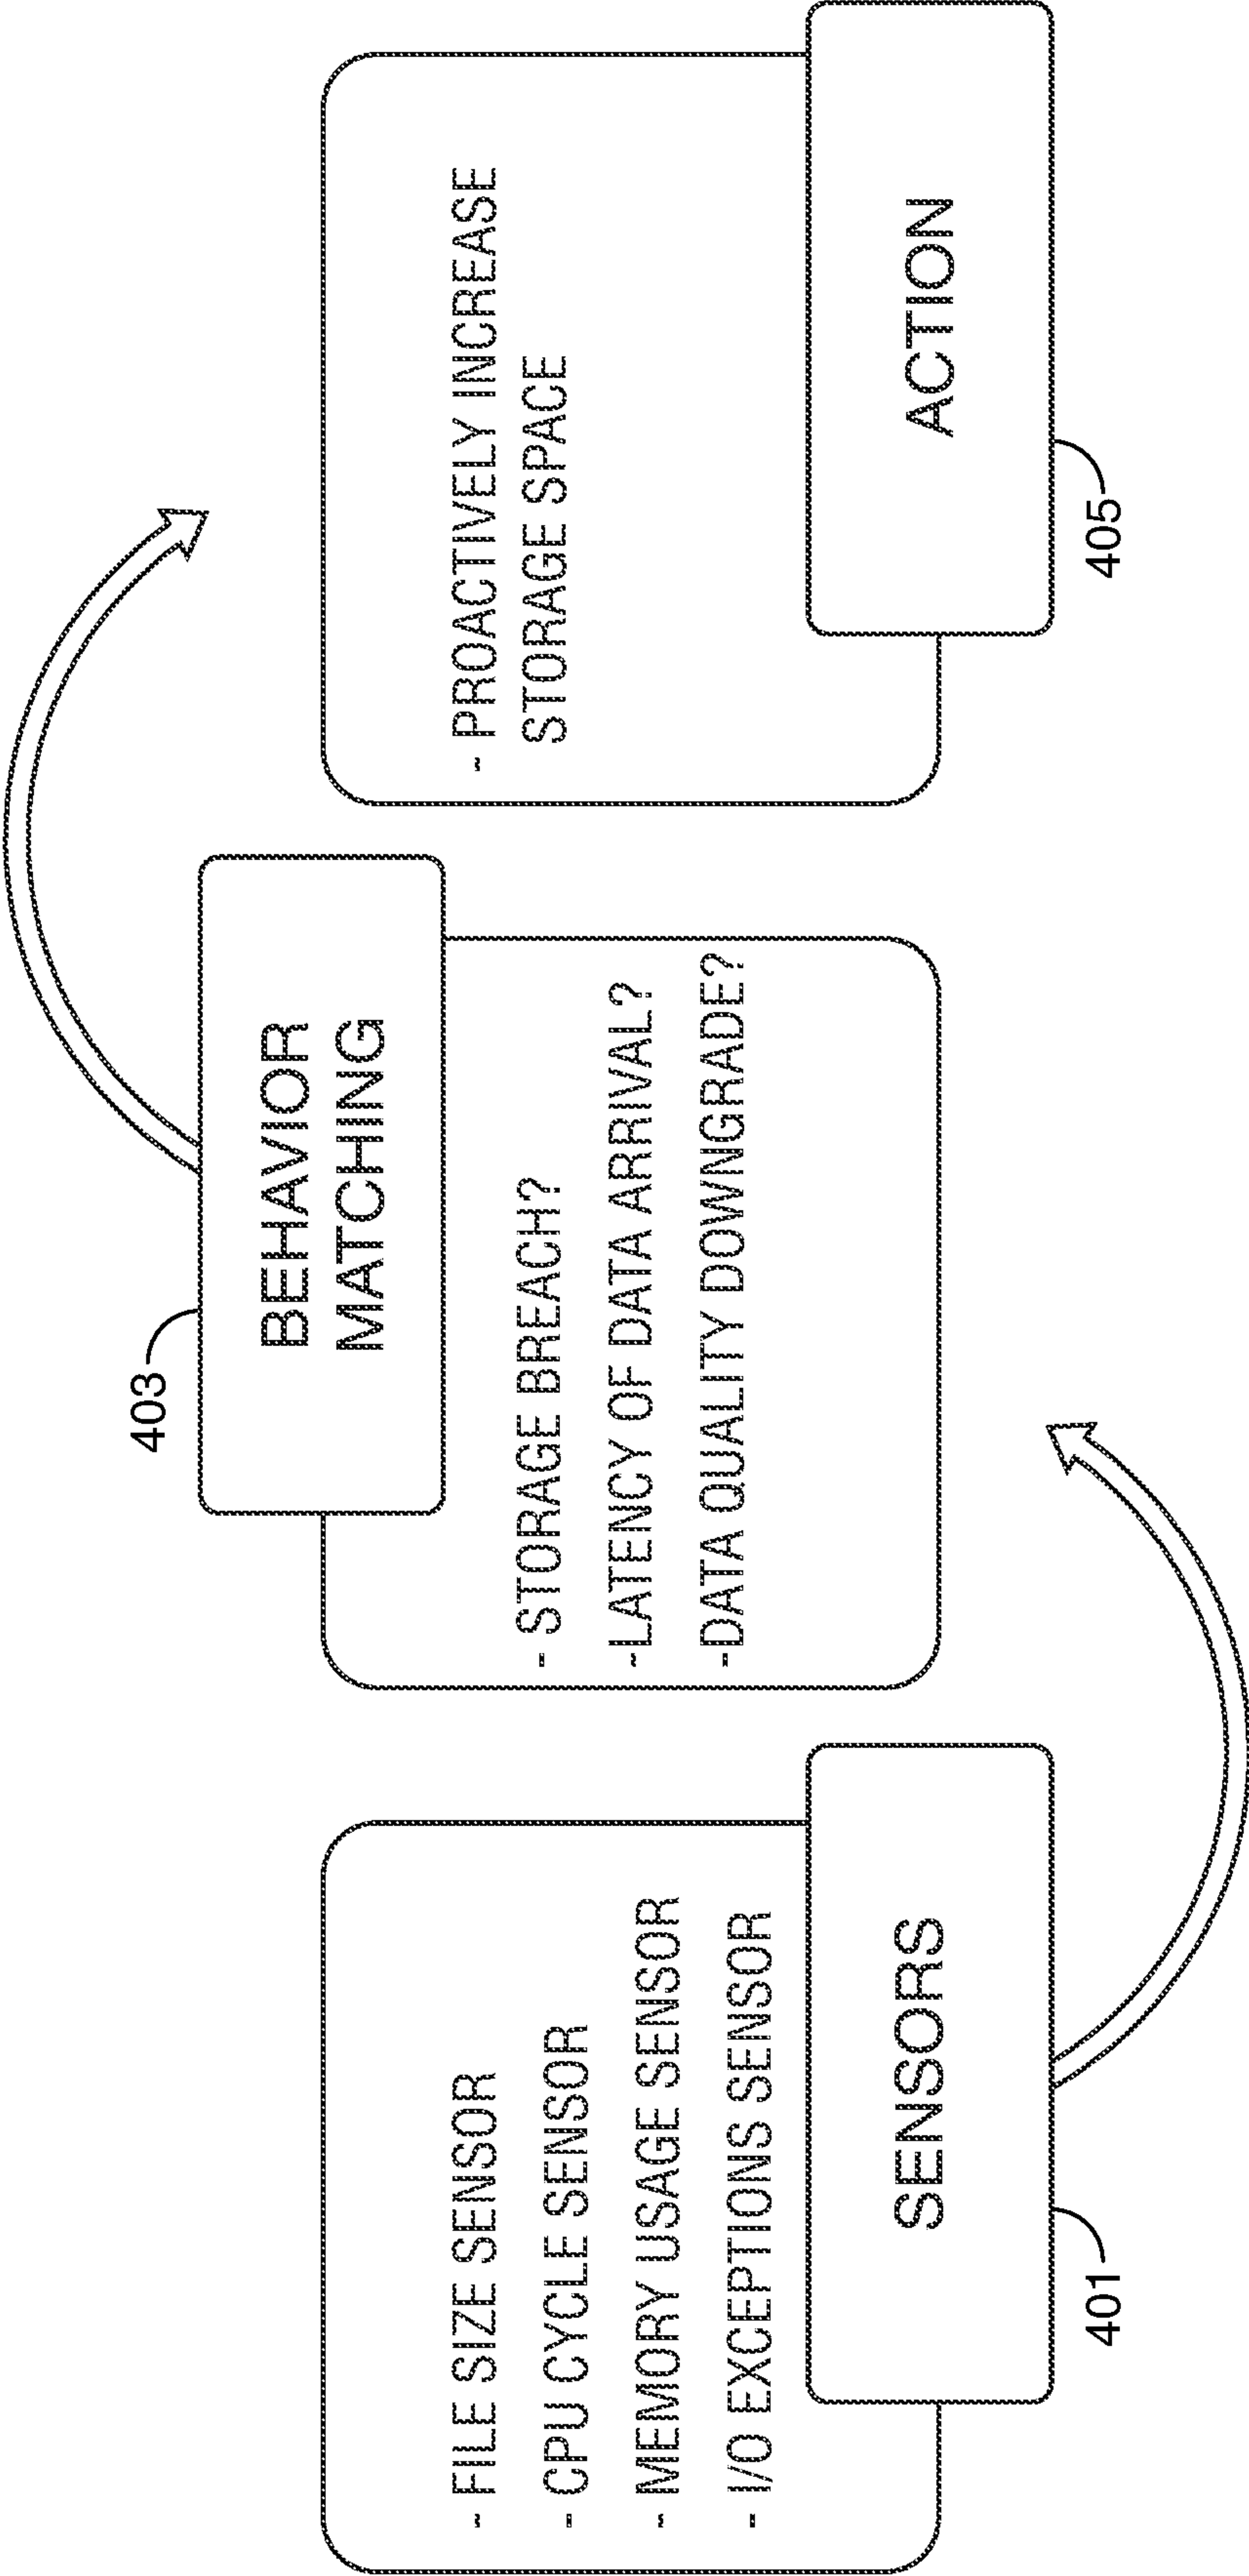 - FILE SIZE SENSOR
- CPU CYCLE SENSOR
- MEMORY USAGE SENSOR
- I/O EXCEPTIONS SENSOR
SENSORS
401
403
BEHAVIOR
MATCHING
- STORAGE BREACH?
-LATENCY OF DATA ARRIVAL?
-DATA QUALITY DOWNGRADE?
- PROACTIVELY INCREASE
STORAGE SPACE
ACTION
405